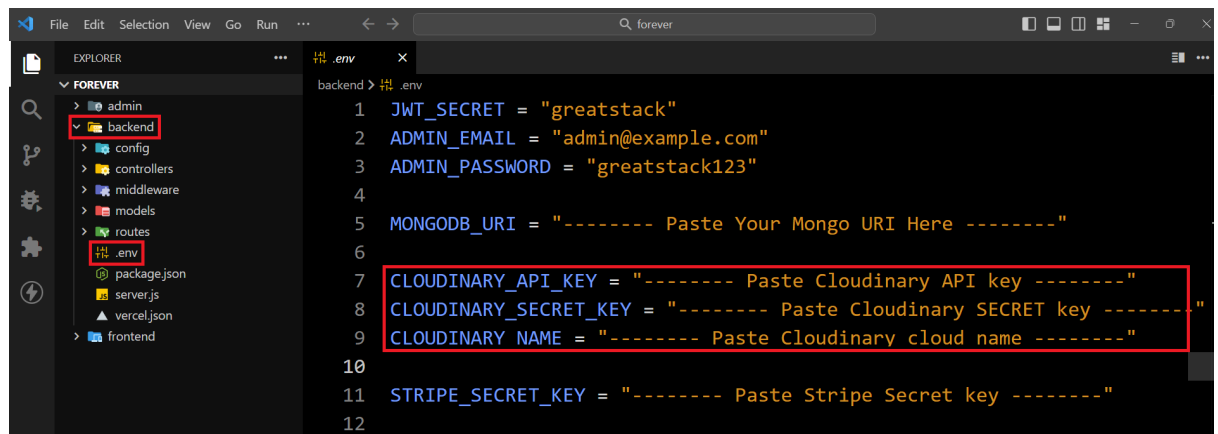 File Edit Selection View Go Run ··· forever
EXPLORER ···
FOREVER
admin
backend
config
controllers
middleware
models
routes
.env
package.json
server.js
vercel.json
frontend
.env
backend > .env
1 JWT_SECRET = "greatstack"
2 ADMIN_EMAIL = "admin@example.com"
3 ADMIN_PASSWORD = "greatstack123"
4
5 MONGODB_URI = "-------- Paste Your Mongo URI Here --------"
6
7 CLOUDINARY_API_KEY = "-------- Paste Cloudinary API key --------"
8 CLOUDINARY_SECRET_KEY = "-------- Paste Cloudinary SECRET key --------"
9 CLOUDINARY_NAME = "-------- Paste Cloudinary cloud name --------"
10
11 STRIPE_SECRET_KEY = "-------- Paste Stripe Secret key --------"
12